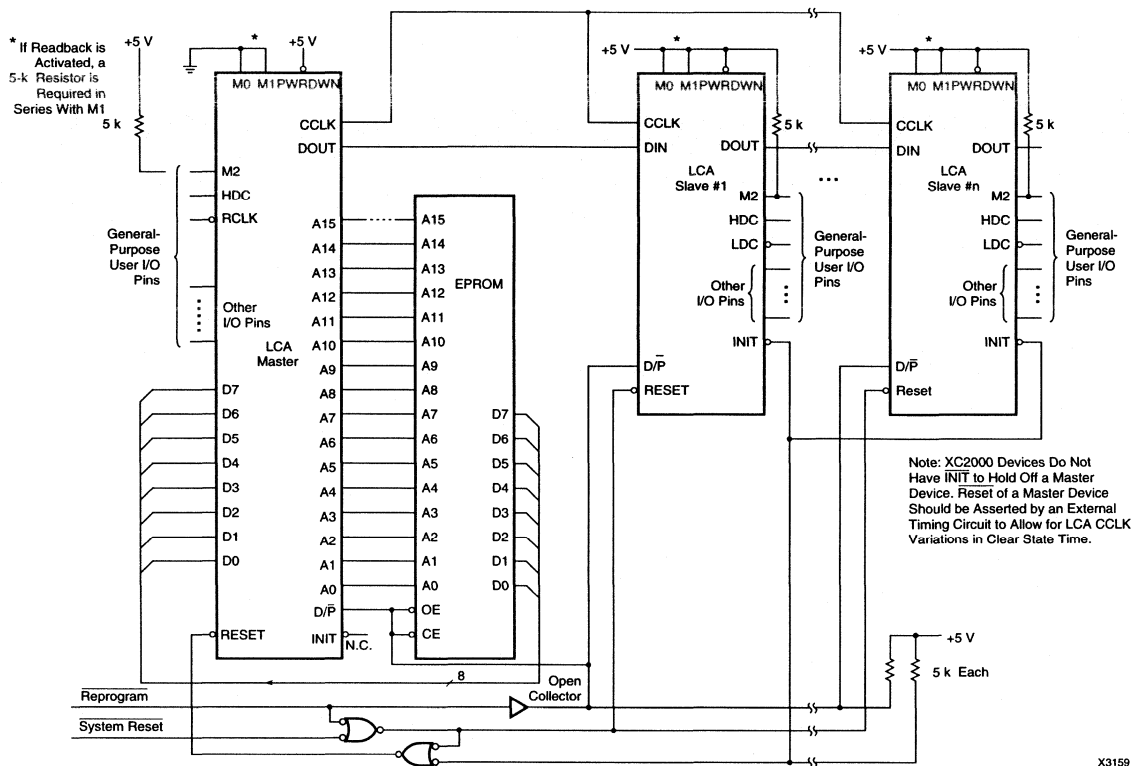 * If Readback is
Activated, a
5-k Resistor is
Required in
Series With M1
+5 V
5 k
*
+5 V
M0 M1 PWRDWN
CCLK
DOUT
M2
HDC
RCLK
General-
Purpose
User I/O
Pins
Other
I/O Pins
LCA
Master
A15
A14
A13
A12
A11
A10
A9
A8
A7
A6
A5
A4
A3
A2
A1
A0
D/P
INIT
N.C.
D7
D6
D5
D4
D3
D2
D1
D0
RESET
EPROM
A15
A14
A13
A12
A11
A10
A9
A8
A7
A6
A5
A4
A3
A2
A1
A0
OE
CE
D7
D6
D5
D4
D3
D2
D1
D0
8
+5 V
*
M0 M1 PWRDWN
5 k
CCLK
DIN
DOUT
LCA
Slave #1
M2
HDC
LDC
Other
I/O Pins
General-
Purpose
User I/O
Pins
INIT
D/P
RESET
...
+5 V
*
M0 M1 PWRDWN
5 k
CCLK
DIN
DOUT
LCA
Slave #n
M2
HDC
LDC
Other
I/O Pins
General-
Purpose
User I/O
Pins
INIT
D/P
Reset
Note: XC2000 Devices Do Not
Have INIT to Hold Off a Master
Device. Reset of a Master Device
Should be Asserted by an External
Timing Circuit to Allow for LCA CCLK
Variations in Clear State Time.
+5 V
5 k Each
Reprogram
Open
Collector
System Reset
X3159